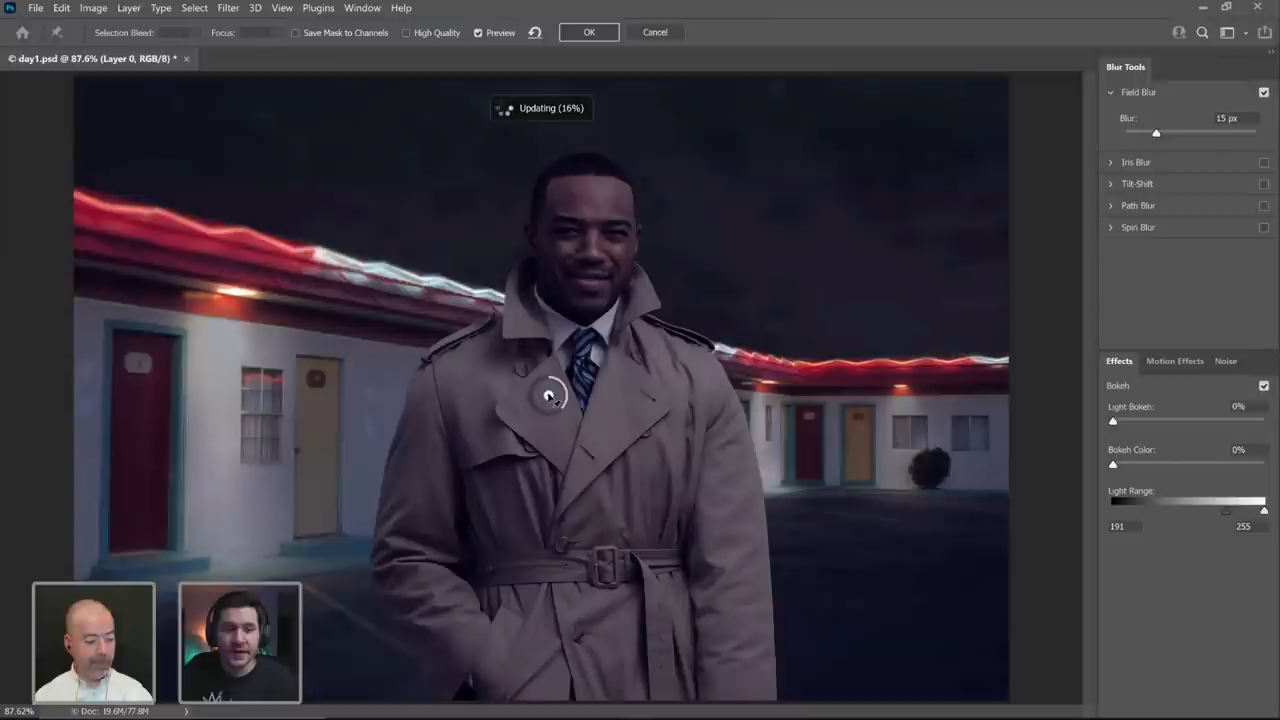 Ps File Edit Image Layer Type Select Filter 3D View Plugins Window Help
Selection Bleed: Focus: Save Mask to Channels High Quality Preview OK Cancel
© day1.psd @ 87.6% (Layer 0, RGB/8) * ×
Blur Tools
Field Blur
Updating (16%)
Blur: 15 px
Iris Blur
Tilt-Shift
Path Blur
Spin Blur
Effects Motion Effects Noise
Bokeh
Light Bokeh: 0%
Bokeh Color: 0%
Light Range:
191 255
87.62% © Doc: 19.6M/77.8M